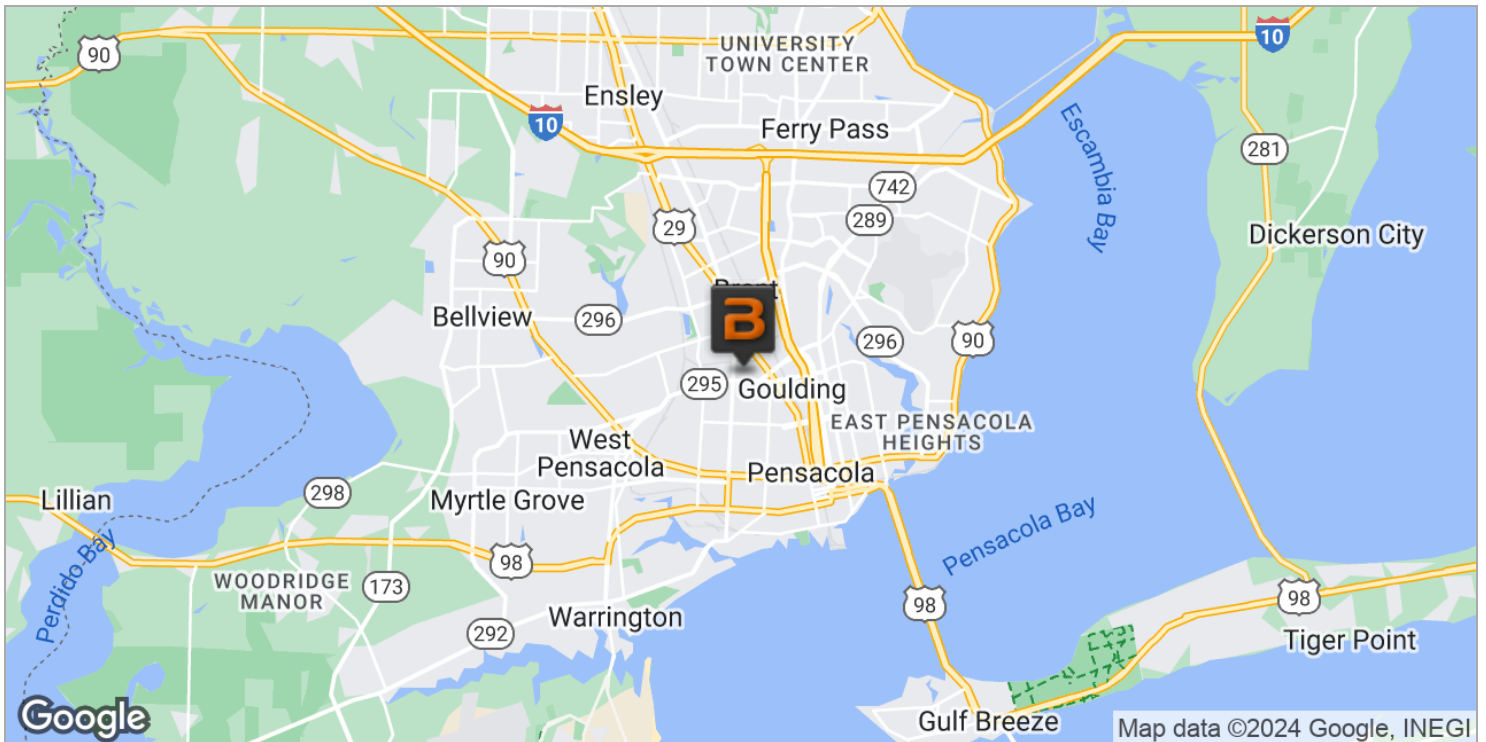 UNIVERSITY
TOWN CENTER
90
10
10
Ensley
Ferry Pass
Escambia Bay
281
742
289
29
Dickerson City
90
Brent
B
Bellview
296
296
90
295
Goulding
EAST PENSACOLA
HEIGHTS
West
Pensacola
Pensacola
298
Lillian
Myrtle Grove
Pensacola Bay
98
Perdido Bay
WOODRIDGE
MANOR
173
98
98
Warrington
292
Tiger Point
Google
Gulf Breeze
Map data ©2024 Google, INEGI